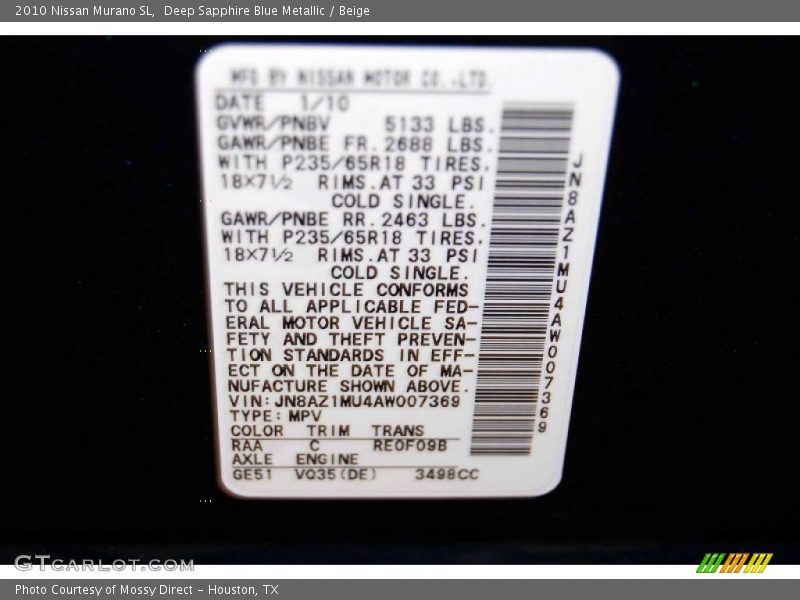 2010 Nissan Murano SL,  Deep Sapphire Blue Metallic / Beige
MFD BY NISSAN MOTOR CO.,LTD.
DATE 1/10
GVWR/PNBV 5133 LBS.
GAWR/PNBE FR. 2688 LBS.
WITH P235/65R18 TIRES.
18×7½ RIMS.AT 33 PSI
COLD SINGLE.
GAWR/PNBE RR. 2463 LBS.
WITH P235/65R18 TIRES.
18×7½ RIMS.AT 33 PSI
COLD SINGLE.
THIS VEHICLE CONFORMS
TO ALL APPLICABLE FED-
ERAL MOTOR VEHICLE SA-
FETY AND THEFT PREVEN-
TION STANDARDS IN EFF-
ECT ON THE DATE OF MA-
NUFACTURE SHOWN ABOVE.
VIN:JN8AZ1MU4AW007369
TYPE: MPV
COLOR TRIM TRANS
RAA C RE0F09B
AXLE ENGINE
GE51 VQ35(DE) 3498CC
JN8AZ1MU4AW007369
GTCARLOT.COM
Photo Courtesy of Mossy Direct – Houston, TX